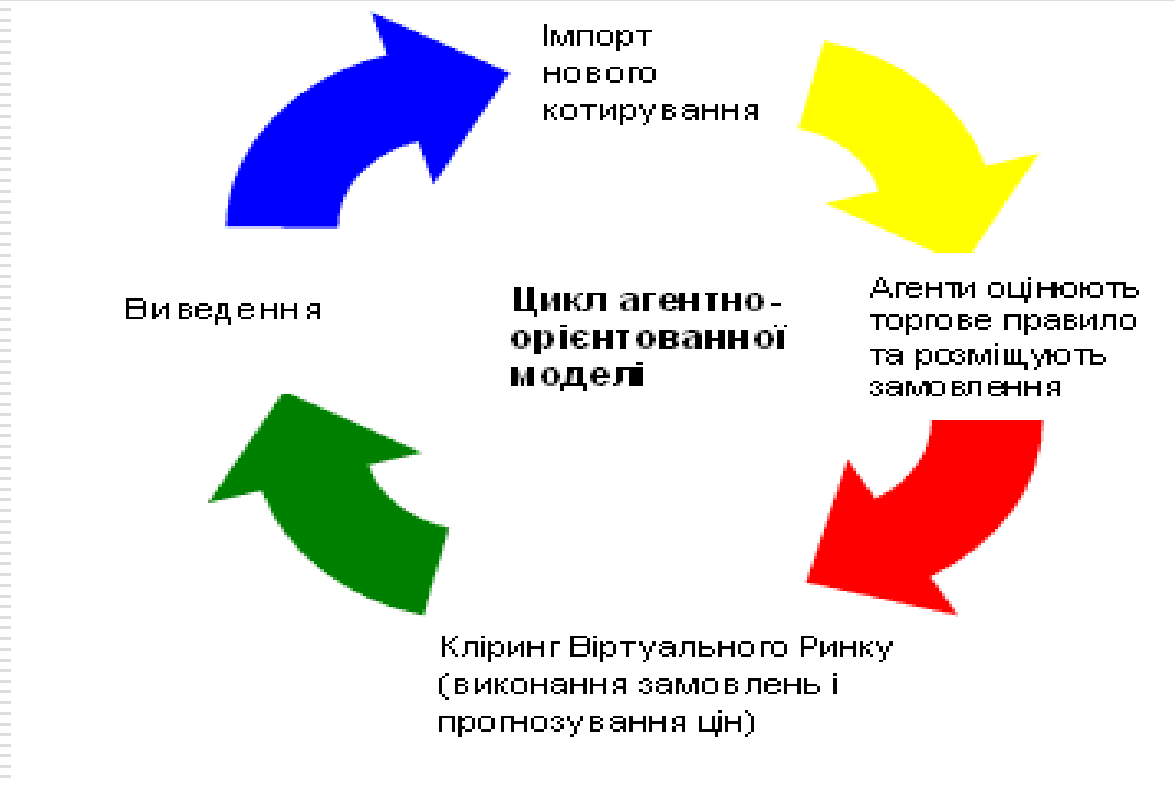 Імпорт
нового
котирування
Агенти оцінюють
торгове правило
та розміщують
замовлення
Виведення
Цикл агентно-
орієнтованної
моделі
Кліринг Віртуального Ринку
(виконання замовлень і
прогнозування цін)